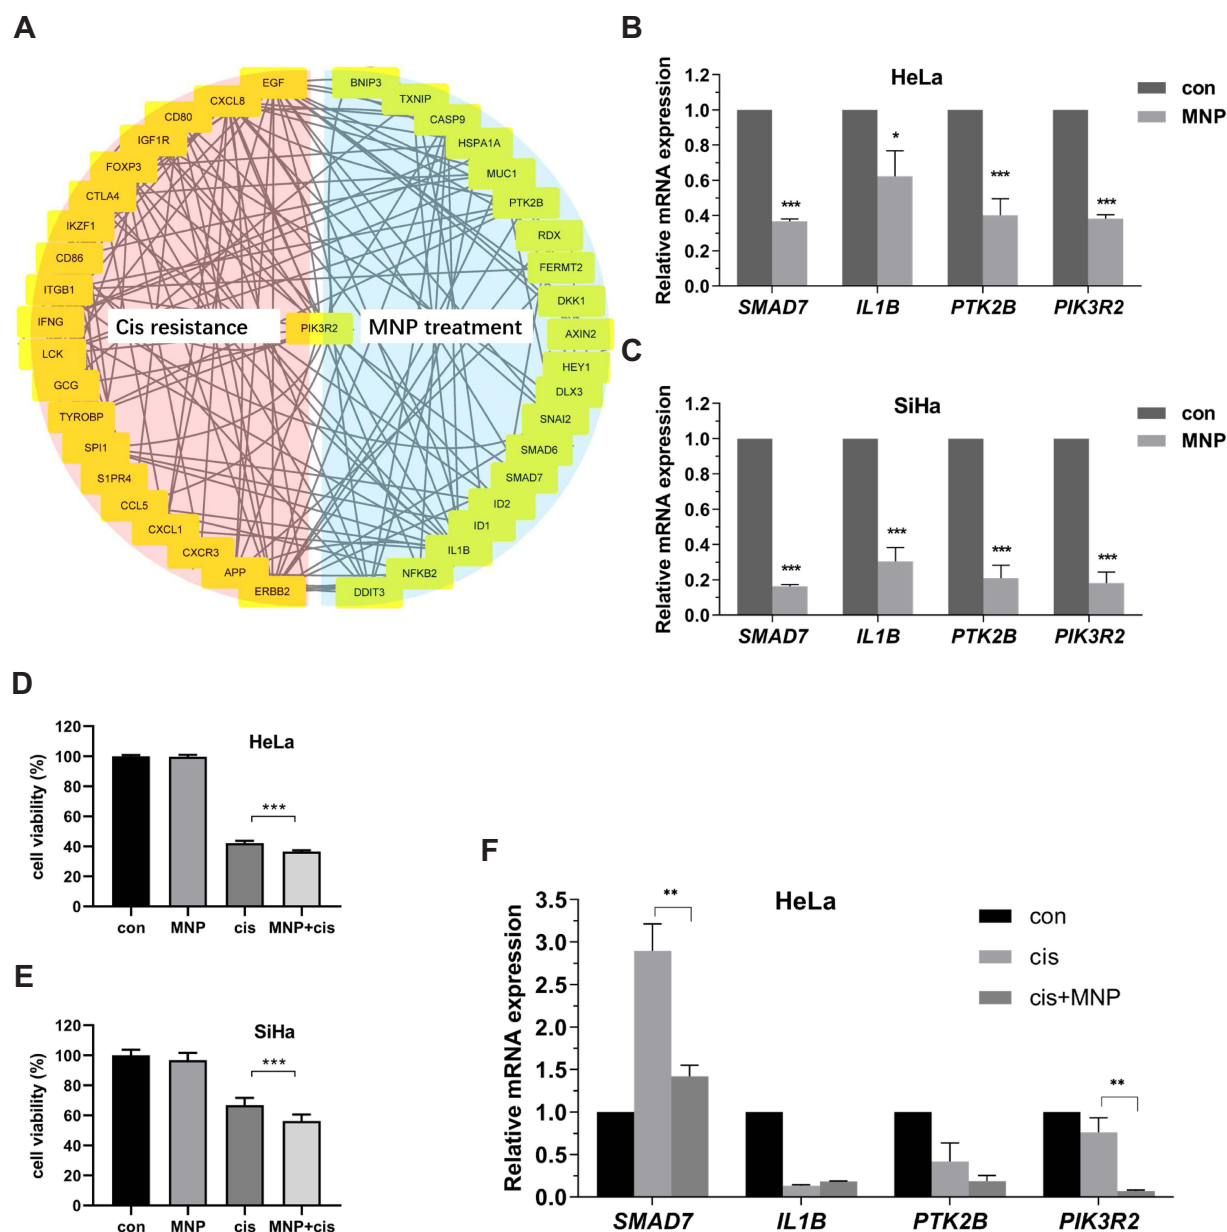 A
EGF
CXCL8
CD80
IGF1R
FOXP3
CTLA4
IKZF1
CD86
ITGB1
IFNG
LCK
GCG
TYROBP
SPI1
S1PR4
CCL5
CXCL1
CXCR3
APP
ERBB2
BNIP3
TXNIP
CASP9
HSPA1A
MUC1
PTK2B
RDX
FERMT2
DKK1
AXIN2
HEY1
DLX3
SNAI2
SMAD6
SMAD7
ID2
ID1
IL1B
NFKB2
DDIT3
Cis resistance
PIK3R2
MNP treatment
B
HeLa
con
MNP
Relative mRNA expression
1.2
1.0
0.8
0.6
0.4
0.2
0.0
***
*
***
***
SMAD7 IL1B PTK2B PIK3R2
C
SiHa
con
MNP
Relative mRNA expression
1.2
1.0
0.8
0.6
0.4
0.2
0.0
***
***
***
***
SMAD7 IL1B PTK2B PIK3R2
D
HeLa
cell viability (%)
120
100
80
60
40
20
0
***
con MNP cis MNP+cis
E
SiHa
cell viability (%)
120
100
80
60
40
20
0
***
con MNP cis MNP+cis
F
HeLa
con
cis
cis+MNP
Relative mRNA expression
3.5
3.0
2.5
2.0
1.5
1.0
0.5
0.0
**
**
SMAD7 IL1B PTK2B PIK3R2